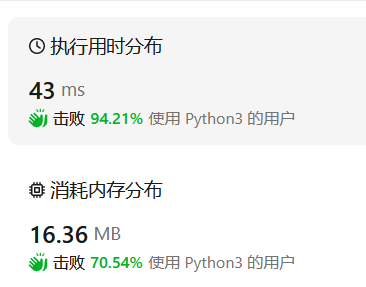 执行用时分布
43 ms
击败 94.21% 使用 Python3 的用户
消耗内存分布
16.36 MB
击败 70.54% 使用 Python3 的用户